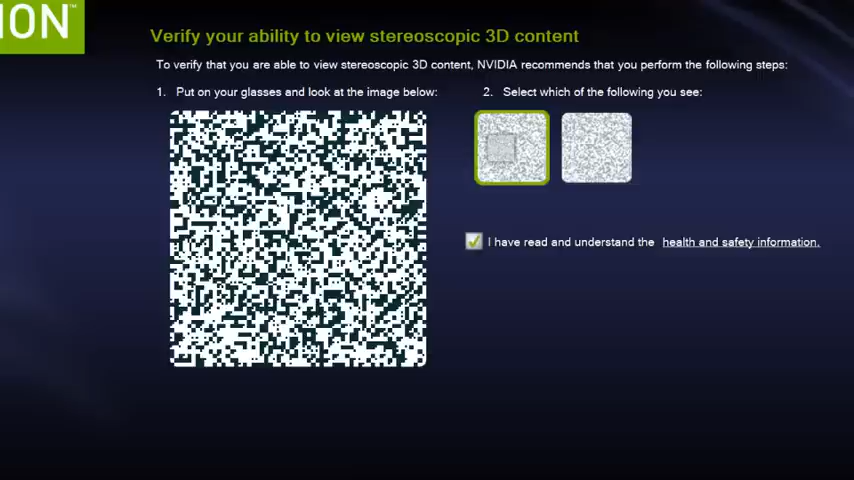 ION™
Verify your ability to view stereoscopic 3D content
To verify that you are able to view stereoscopic 3D content, NVIDIA recommends that you perform the following steps:
1. Put on your glasses and look at the image below:
2. Select which of the following you see:
I have read and understand the health and safety information.